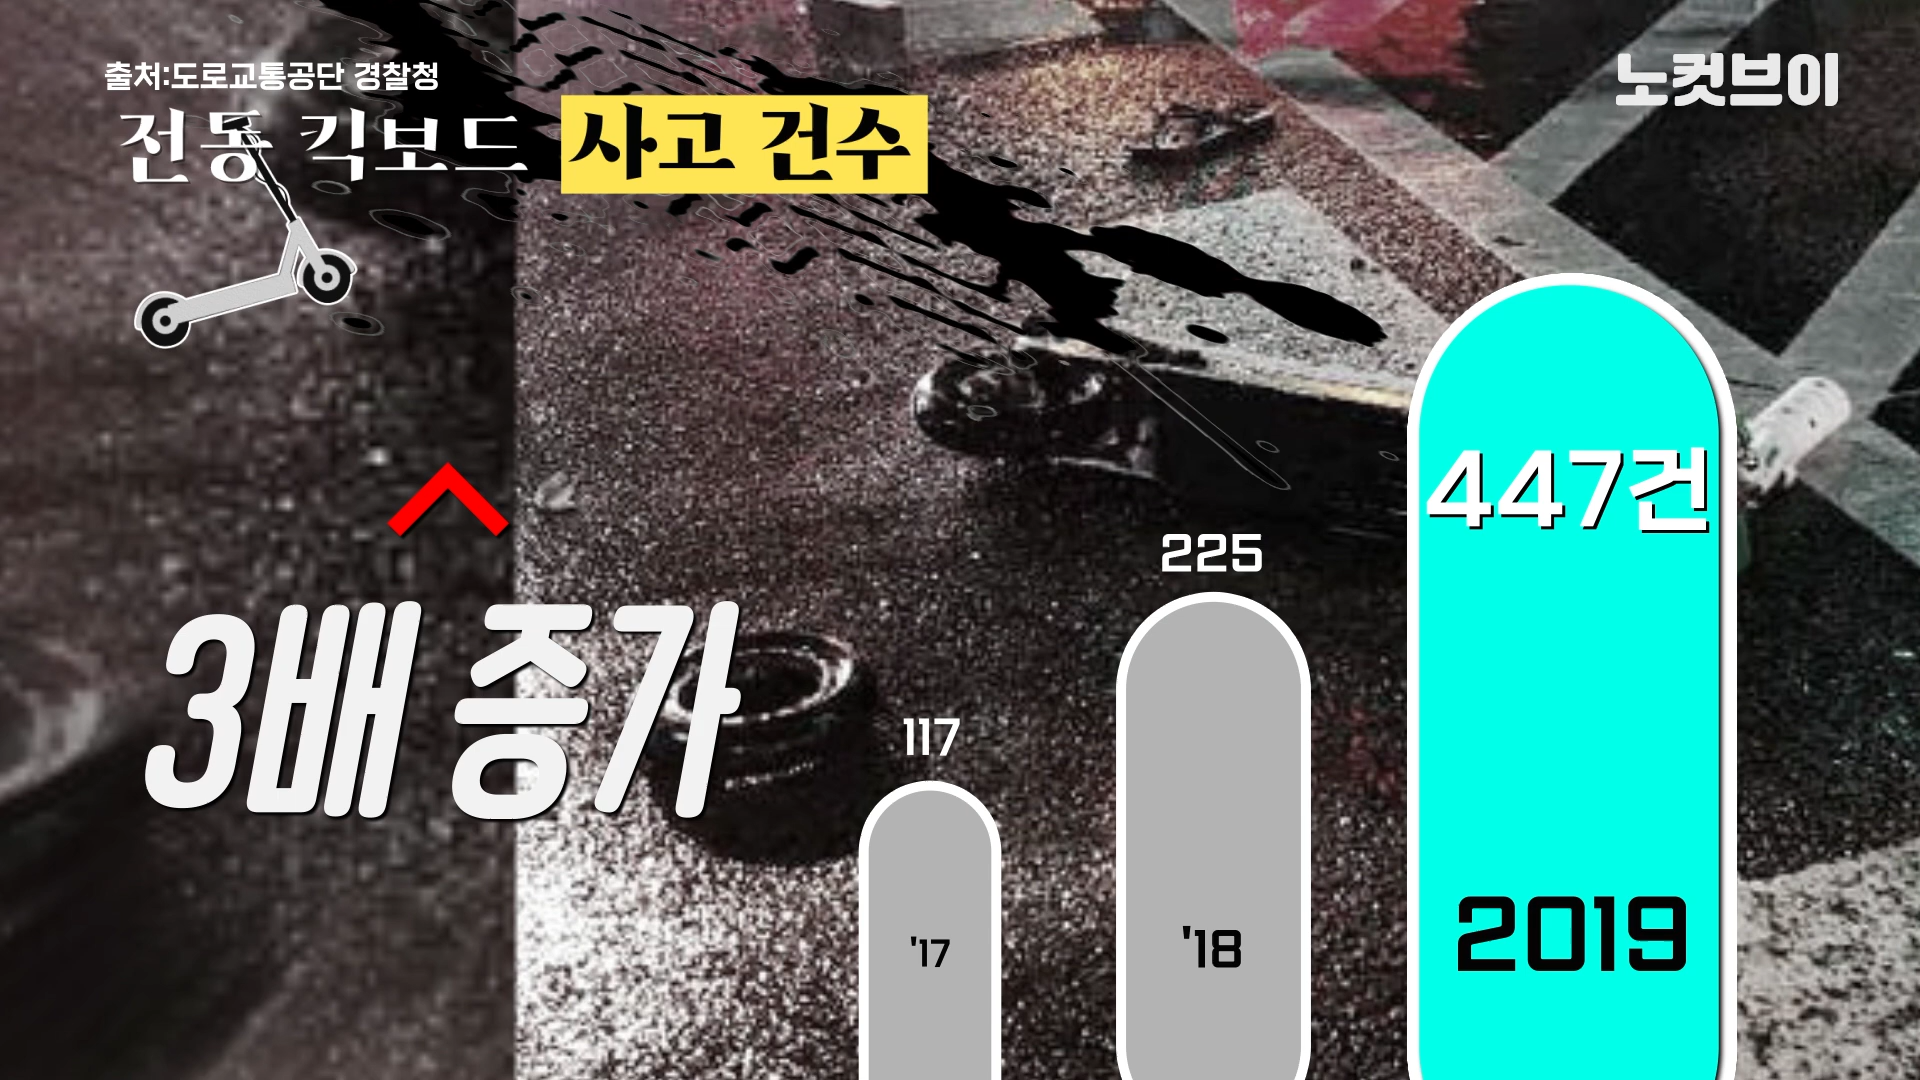 출처:도로교통공단 경찰청
노컷브이
전동 킥보드 사고 건수
447건
225
3배 증가
117
'17
'18
2019